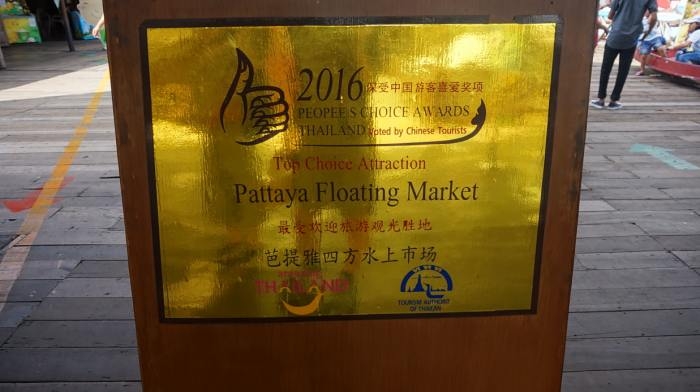 2016 深受中国游客喜爱奖项
PEOPEE S CHOICE AWARDS
THAILAND Voted by Chinese Tourists
Top Choice Attraction
Pattaya Floating Market
最受欢迎旅游观光胜地
芭提雅四方水上市场
THAILAND
TOURISM AUTHORITY
OF THAILAND